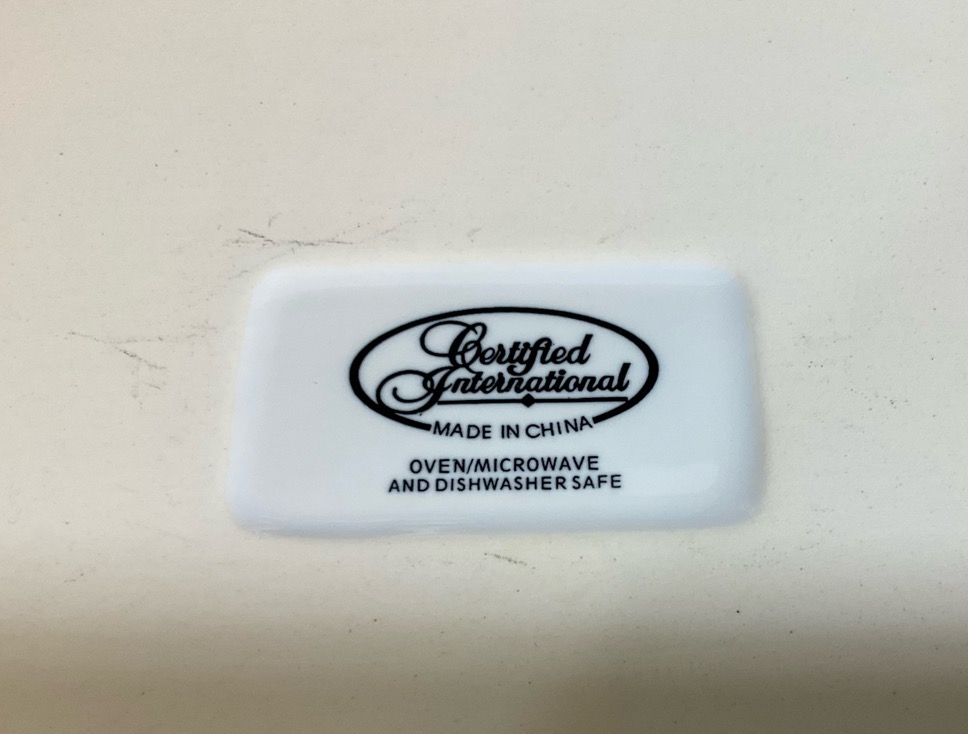 Certified
International
MADE IN CHINA
OVEN/MICROWAVE
AND DISHWASHER SAFE